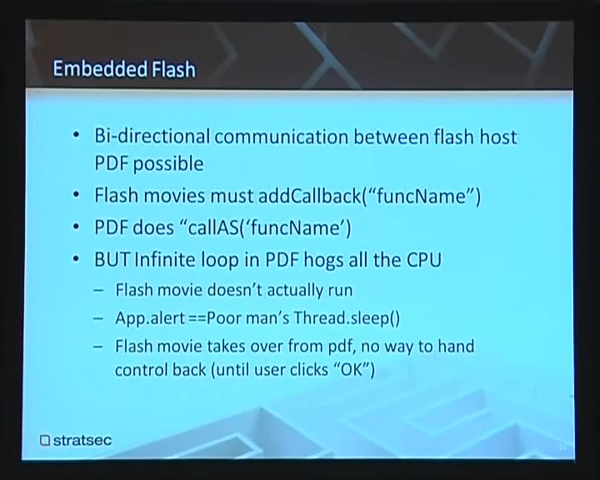 Embedded Flash
• Bi-directional communication between flash host
PDF possible
• Flash movies must addCallback("funcName")
• PDF does "callAS('funcName')
• BUT Infinite loop in PDF hogs all the CPU
– Flash movie doesn't actually run
– App.alert ==Poor man's Thread.sleep()
– Flash movie takes over from pdf, no way to hand
control back (until user clicks "OK")
stratsec